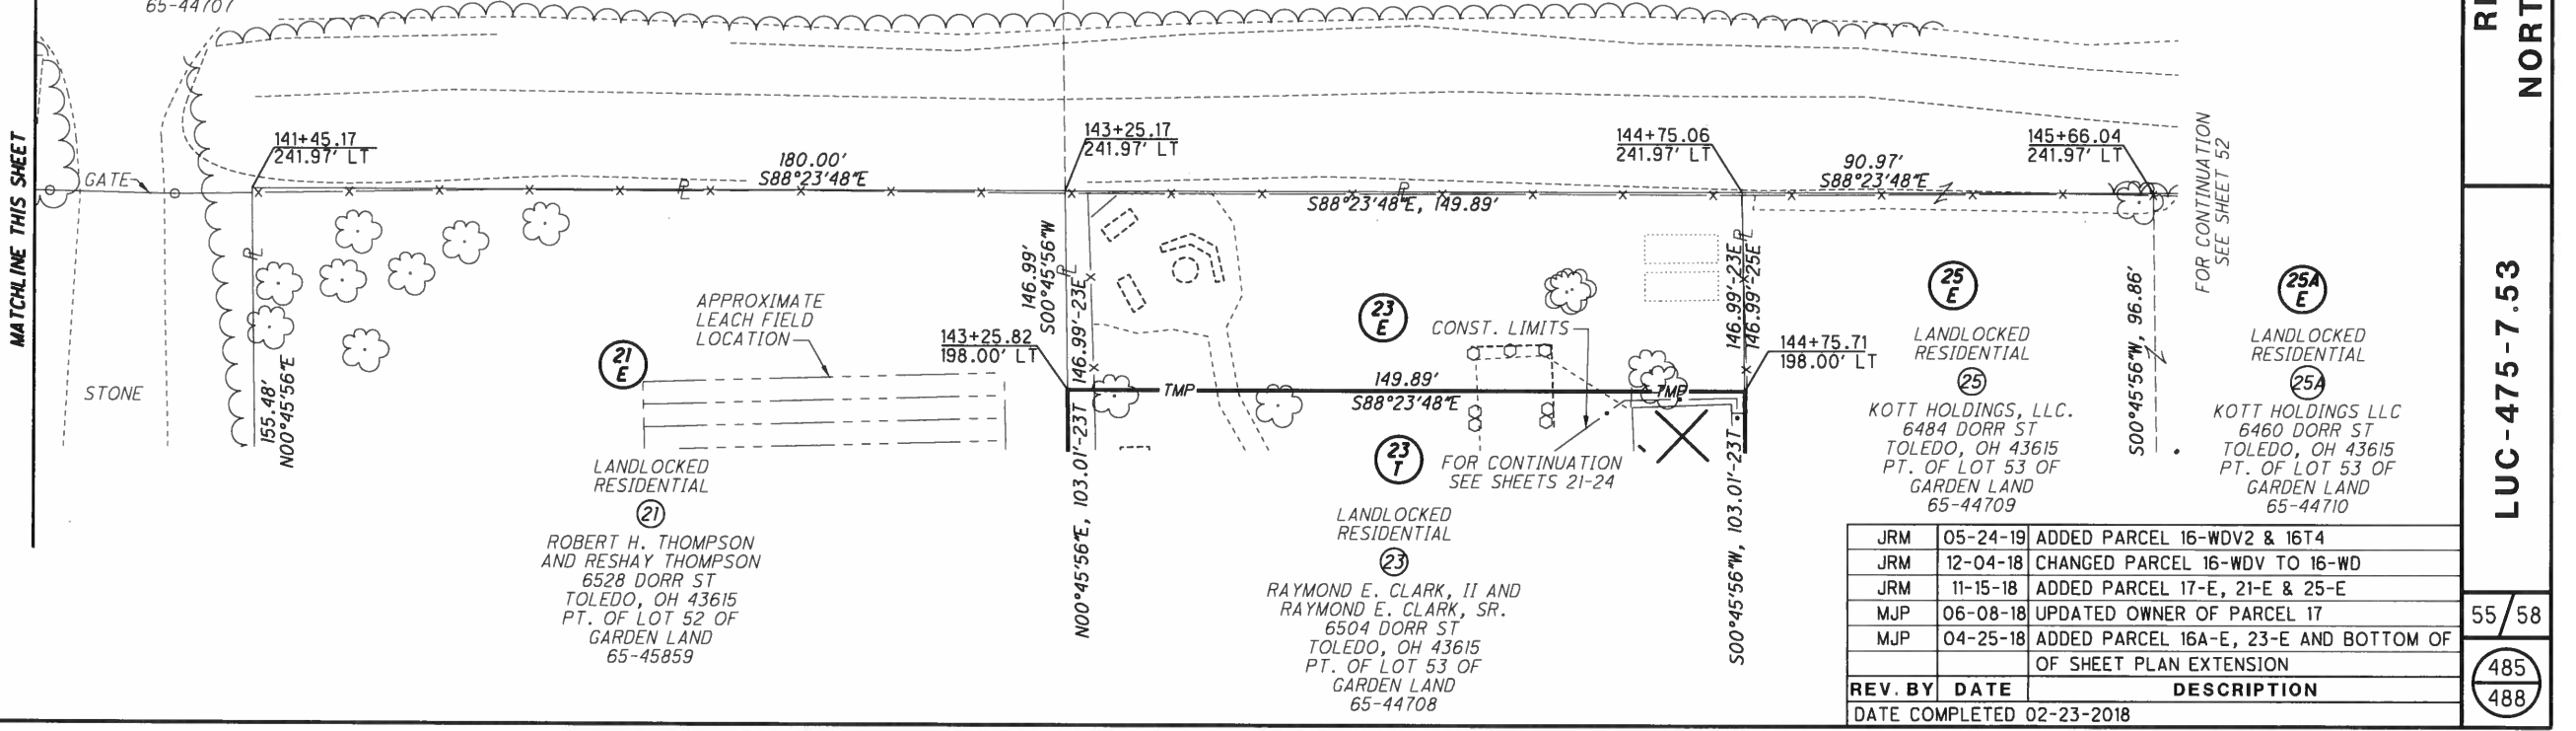 65-44707
MATCHLINE THIS SHEET
GATE
STONE
141+45.17
241.97' LT
180.00'
S88°23'48"E
PL
PL
155.48'
N00°45'56"E
21
E
APPROXIMATE
LEACH FIELD
LOCATION
LANDLOCKED
RESIDENTIAL
21
ROBERT H. THOMPSON
AND RESHAY THOMPSON
6528 DORR ST
TOLEDO, OH 43615
PT. OF LOT 52 OF
GARDEN LAND
65-45859
143+25.17
241.97' LT
146.99'
S00°45'56"W
PL
146.99'-23E
143+25.82
198.00' LT
N00°45'56"E, 103.01'-23T
PL
S88°23'48"E, 149.89'
23
E
CONST. LIMITS
TMP
149.89'
S88°23'48"E
TMP
23
T
FOR CONTINUATION
SEE SHEETS 21-24
LANDLOCKED
RESIDENTIAL
23
RAYMOND E. CLARK, II AND
RAYMOND E. CLARK, SR.
6504 DORR ST
TOLEDO, OH 43615
PT. OF LOT 53 OF
GARDEN LAND
65-44708
144+75.06
241.97' LT
146.99'-23E
PL
146.99'-25E
144+75.71
198.00' LT
S00°45'56"W, 103.01'-23T
90.97'
S88°23'48"E
145+66.04
241.97' LT
FOR CONTINUATION
SEE SHEET 52
25
E
LANDLOCKED
RESIDENTIAL
25
KOTT HOLDINGS, LLC.
6484 DORR ST
TOLEDO, OH 43615
PT. OF LOT 53 OF
GARDEN LAND
65-44709
S00°45'56"W, 96.86'
25A
E
LANDLOCKED
RESIDENTIAL
25A
KOTT HOLDINGS LLC
6460 DORR ST
TOLEDO, OH 43615
PT. OF LOT 53 OF
GARDEN LAND
65-44710
JRM 05-24-19 ADDED PARCEL 16-WDV2 & 16T4
JRM 12-04-18 CHANGED PARCEL 16-WDV TO 16-WD
JRM 11-15-18 ADDED PARCEL 17-E, 21-E & 25-E
MJP 06-08-18 UPDATED OWNER OF PARCEL 17
MJP 04-25-18 ADDED PARCEL 16A-E, 23-E AND BOTTOM OF
OF SHEET PLAN EXTENSION
REV. BY DATE DESCRIPTION
DATE COMPLETED 02-23-2018
LUC-475-7.53
55/58
485
488